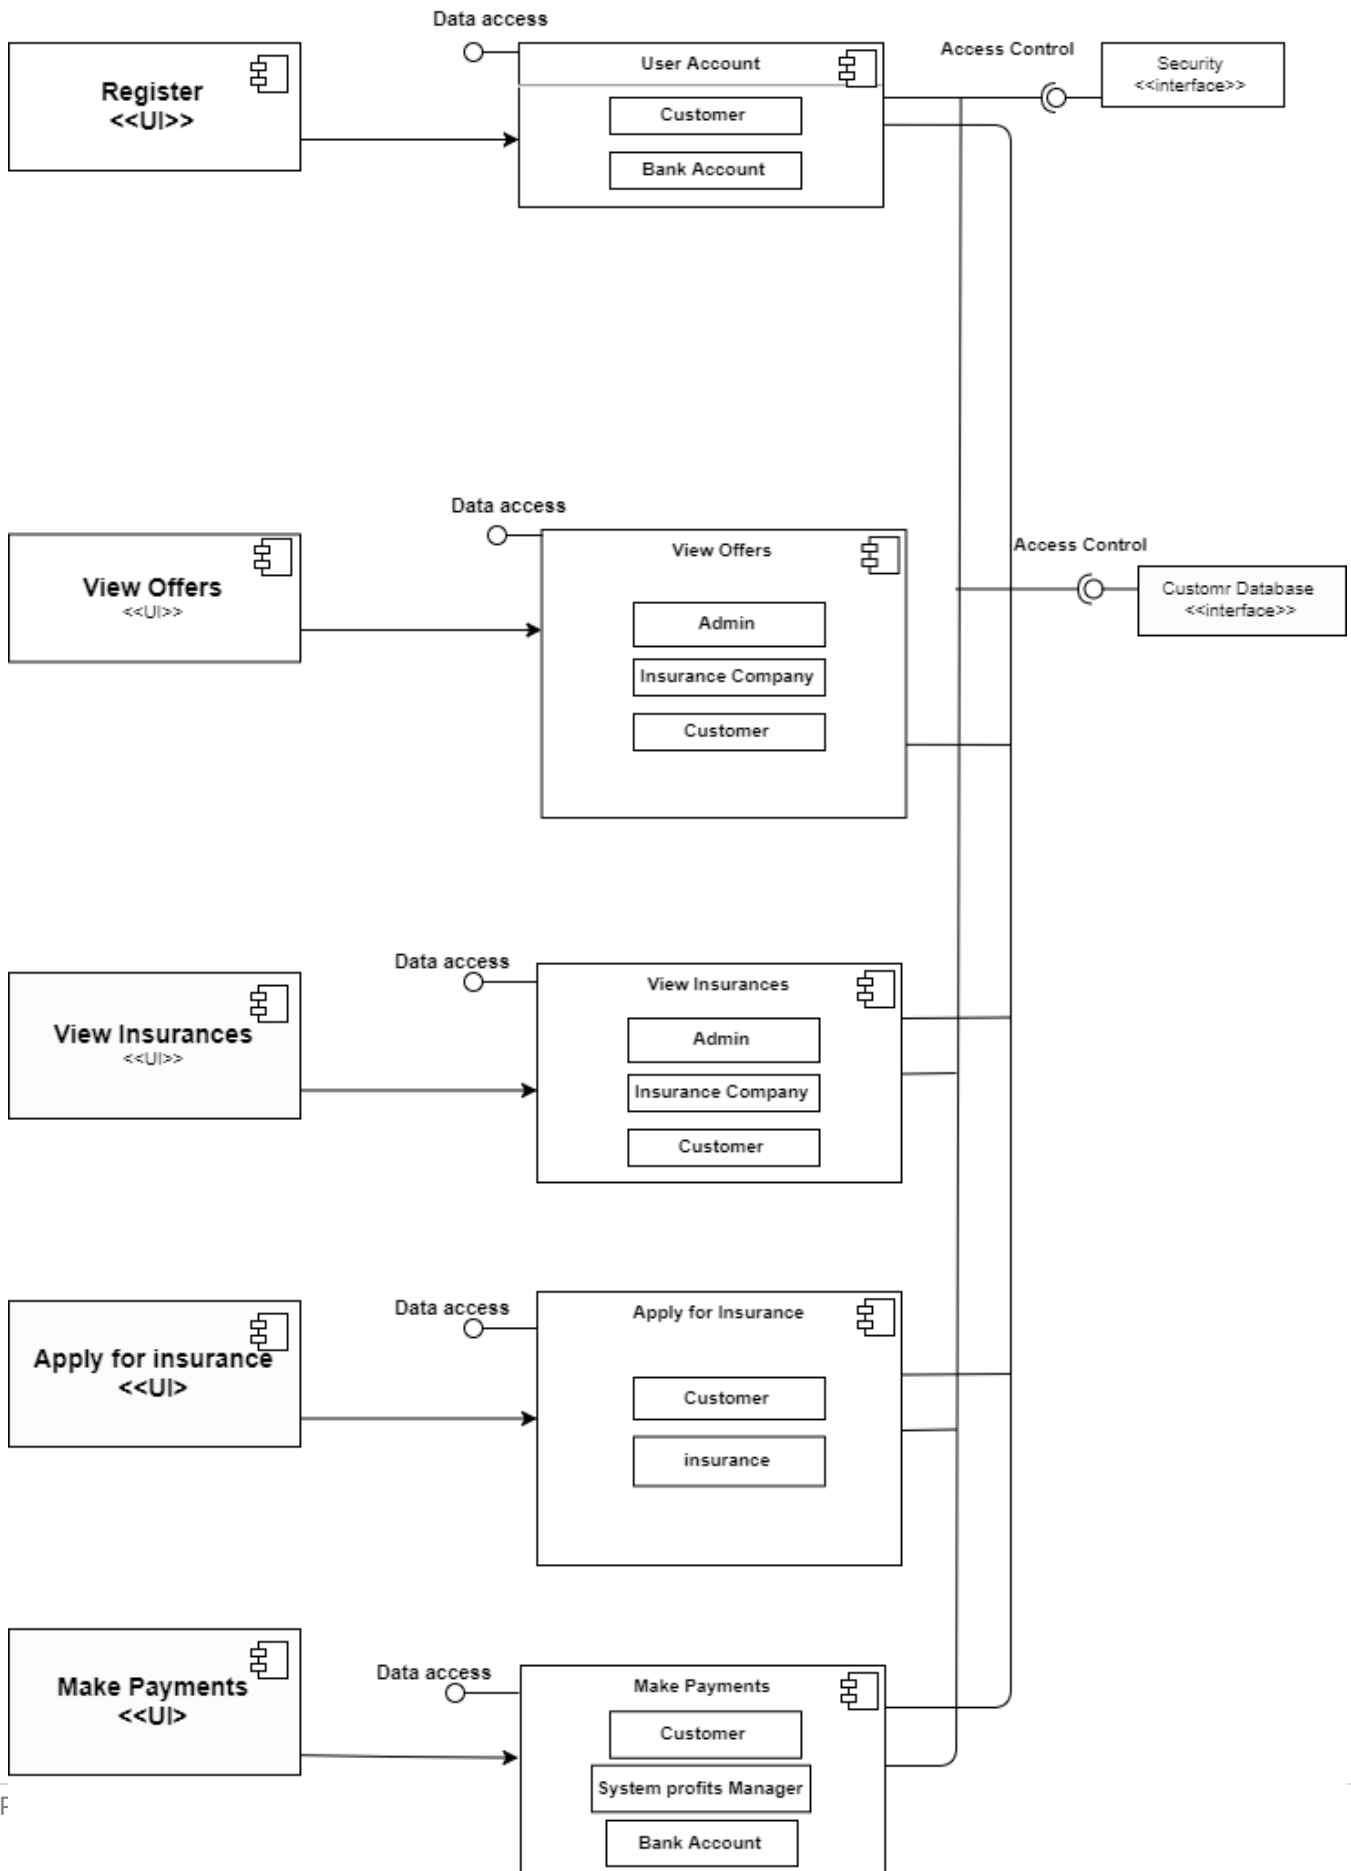 Data access
Register
<<UI>>
User Account
Customer
Bank Account
Access Control
Security
<<interface>>
Data access
View Offers
<<UI>>
View Offers
Admin
Insurance Company
Customer
Access Control
Customr Database
<<interface>>
Data access
View Insurances
<<UI>>
View Insurances
Admin
Insurance Company
Customer
Data access
Apply for insurance
<<UI>
Apply for Insurance
Customer
insurance
Data access
Make Payments
<<UI>
Make Payments
Customer
System profits Manager
Bank Account